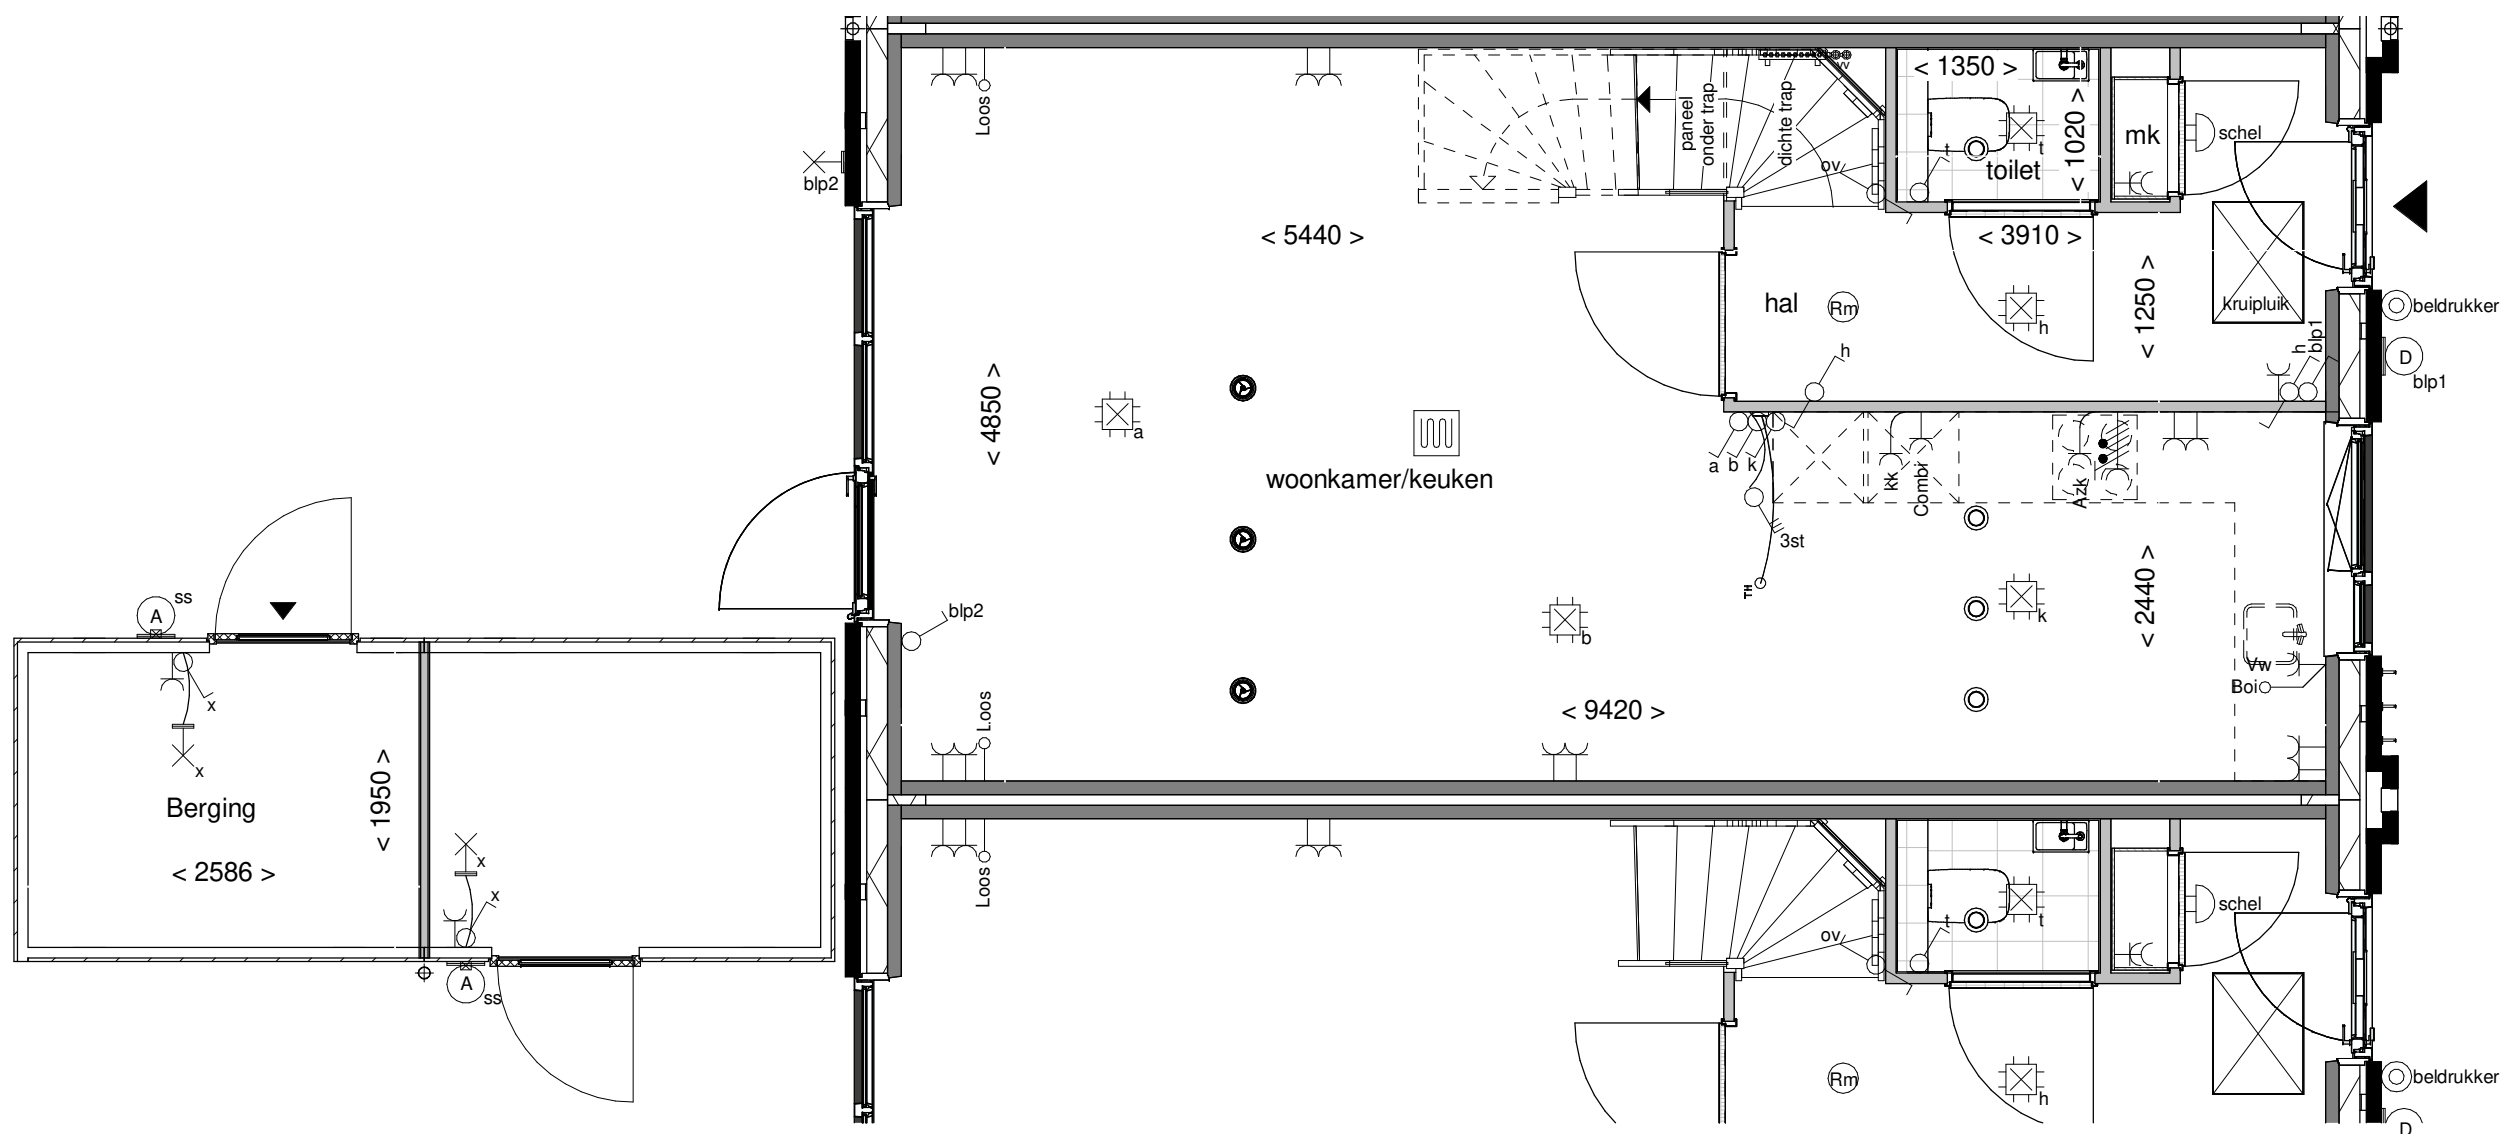 Loos
paneel
onder trap
dichte trap
vv
< 1350 >
< 1020 >
mk
schel
blp2
ov
t
t
toilet
< 5440 >
< 3910 >
< 1250 >
kruipluik
hal
Rm
h
beldrukker
h
h
blp1
D
blp1
< 4850 >
a
woonkamer/keuken
a
b
k
kk
Combi
Azk
3st
TH
< 2440 >
k
b
blp2
A
ss
x
x
Vw
Boi
Loos
< 9420 >
Berging
< 1950 >
< 2586 >
x
x
A
ss
Loos
ov
t
t
schel
Rm
h
beldrukker
D